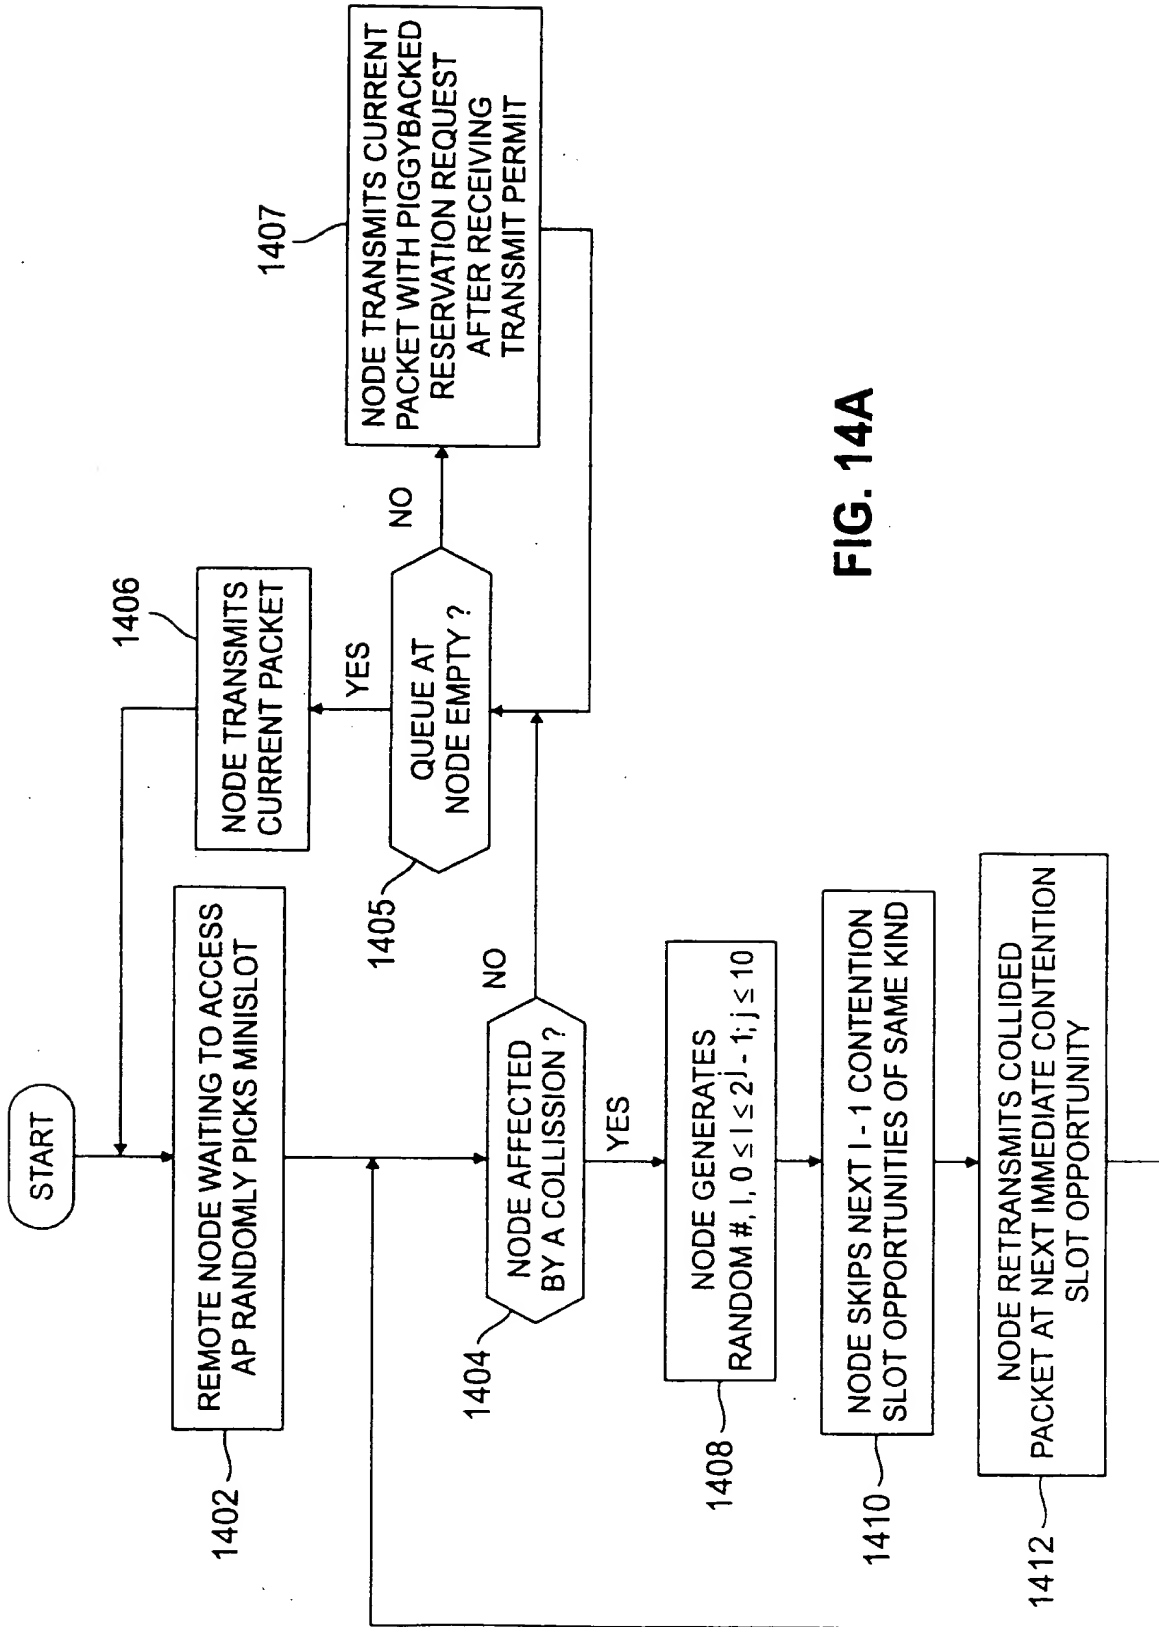 START
REMOTE NODE WAITING TO ACCESS
AP RANDOMLY PICKS MINISLOT
1402
NODE TRANSMITS
CURRENT PACKET
1406
YES
QUEUE AT
NODE EMPTY ?
1405
NO
NODE TRANSMITS CURRENT
PACKET WITH PIGGYBACKED
RESERVATION REQUEST
AFTER RECEIVING
TRANSMIT PERMIT
1407
NODE AFFECTED
BY A COLLISSION ?
1404
NO
YES
NODE GENERATES
RANDOM #, I, 0 ≤ I ≤ 2^j - 1; j ≤ 10
1408
NODE SKIPS NEXT I - 1 CONTENTION
SLOT OPPORTUNITIES OF SAME KIND
1410
NODE RETRANSMITS COLLIDED
PACKET AT NEXT IMMEDIATE CONTENTION
SLOT OPPORTUNITY
1412
FIG. 14A